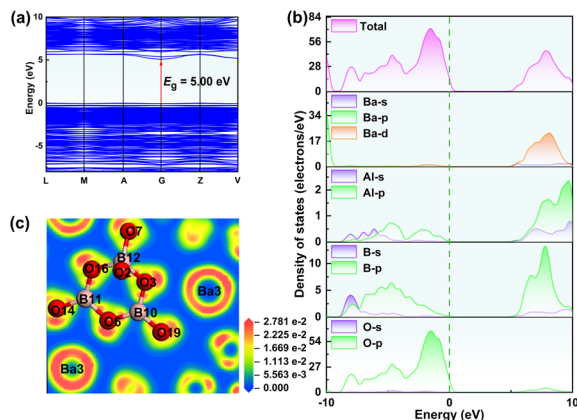 (a)
10
5
0
-5
Energy (eV)
Eg = 5.00 eV
L M A G Z V
(b)
84
56
28
0
Total
34
17
0
Ba-s
Ba-p
Ba-d
2
1
0
Al-s
Al-p
10
5
0
B-s
B-p
54
27
0
O-s
O-p
Density of states (electrons/eV)
-10 0 10
Energy (eV)
(c)
O7
B12
O16
O2
O3
Ba3
B11
O14
O5
B10
O19
Ba3
2.781 e-2
2.225 e-2
1.669 e-2
1.113 e-2
5.563 e-3
0.000